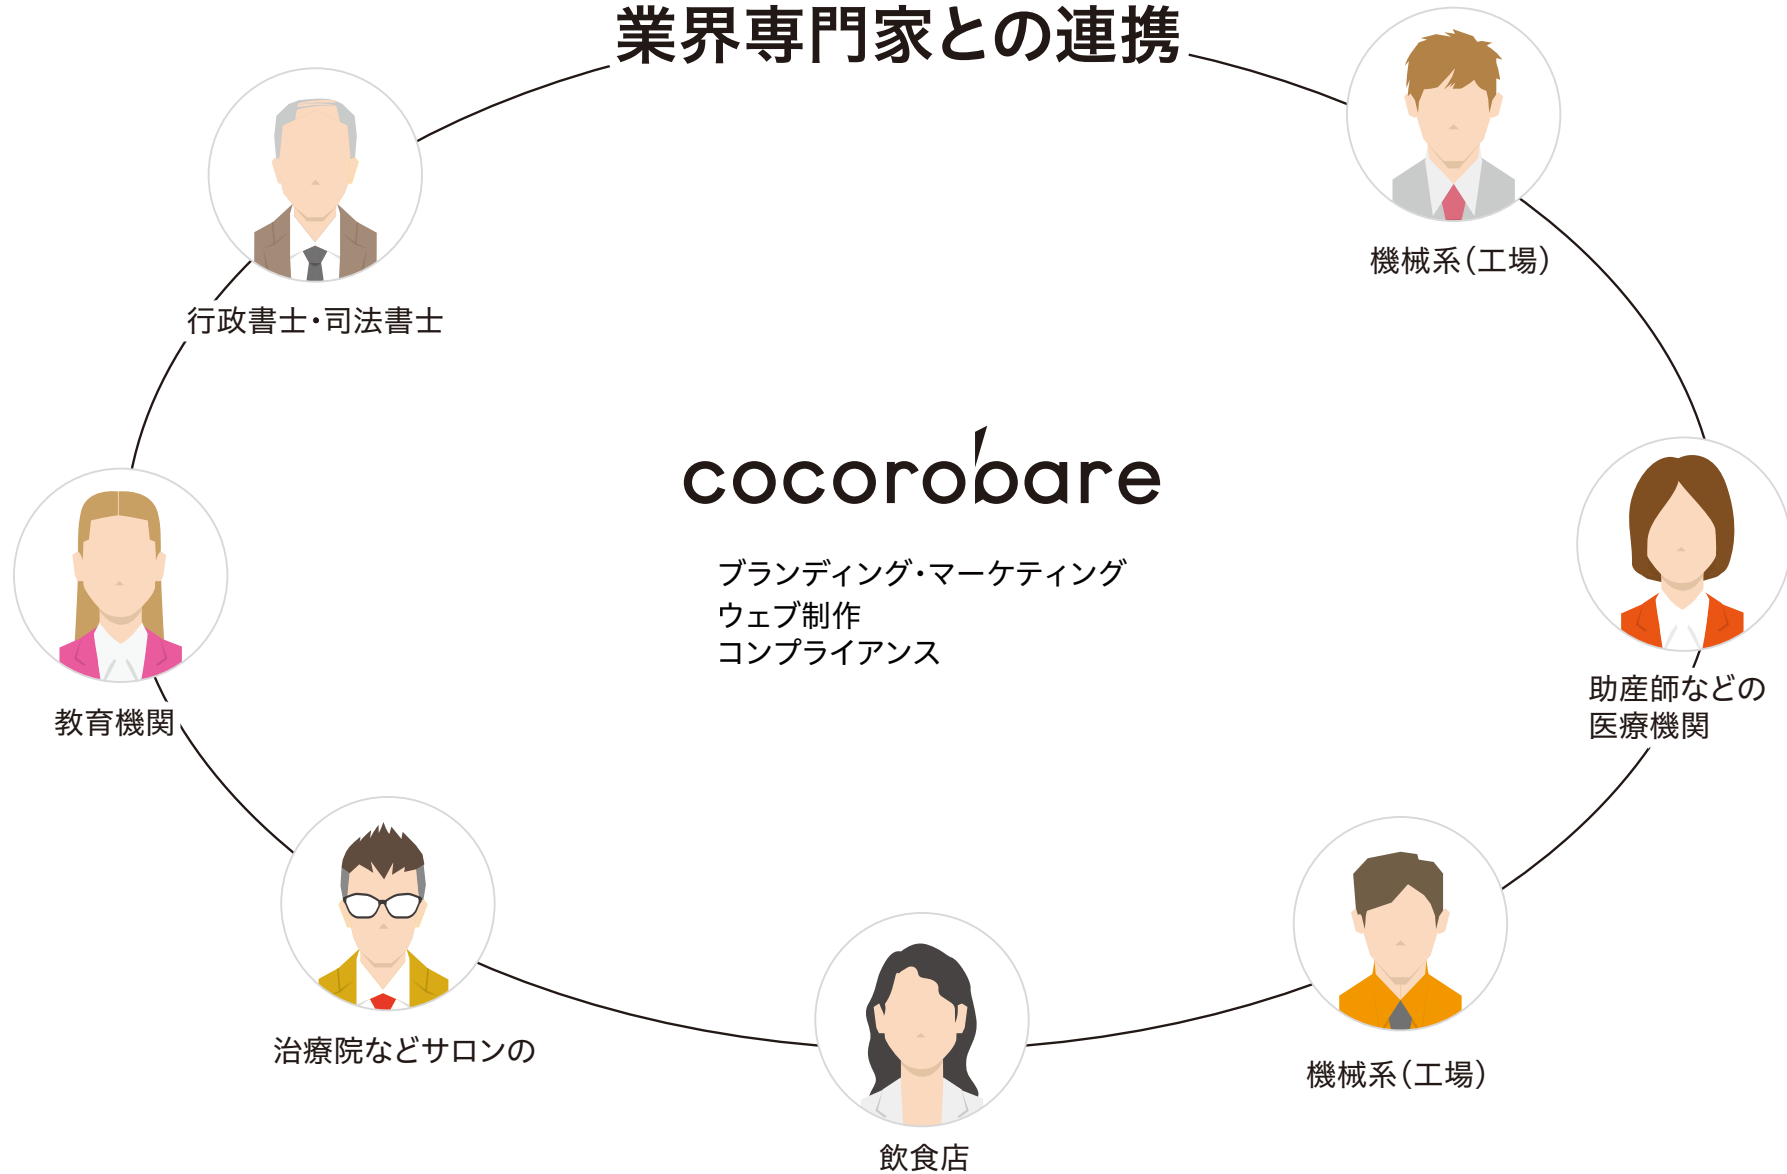 業界専門家との連携
機械系（工場）
行政書士・司法書士
cocorobare
ブランディング・マーケティング
ウェブ制作
コンプライアンス
助産師などの
医療機関
教育機関
治療院などサロンの
機械系（工場）
飲食店